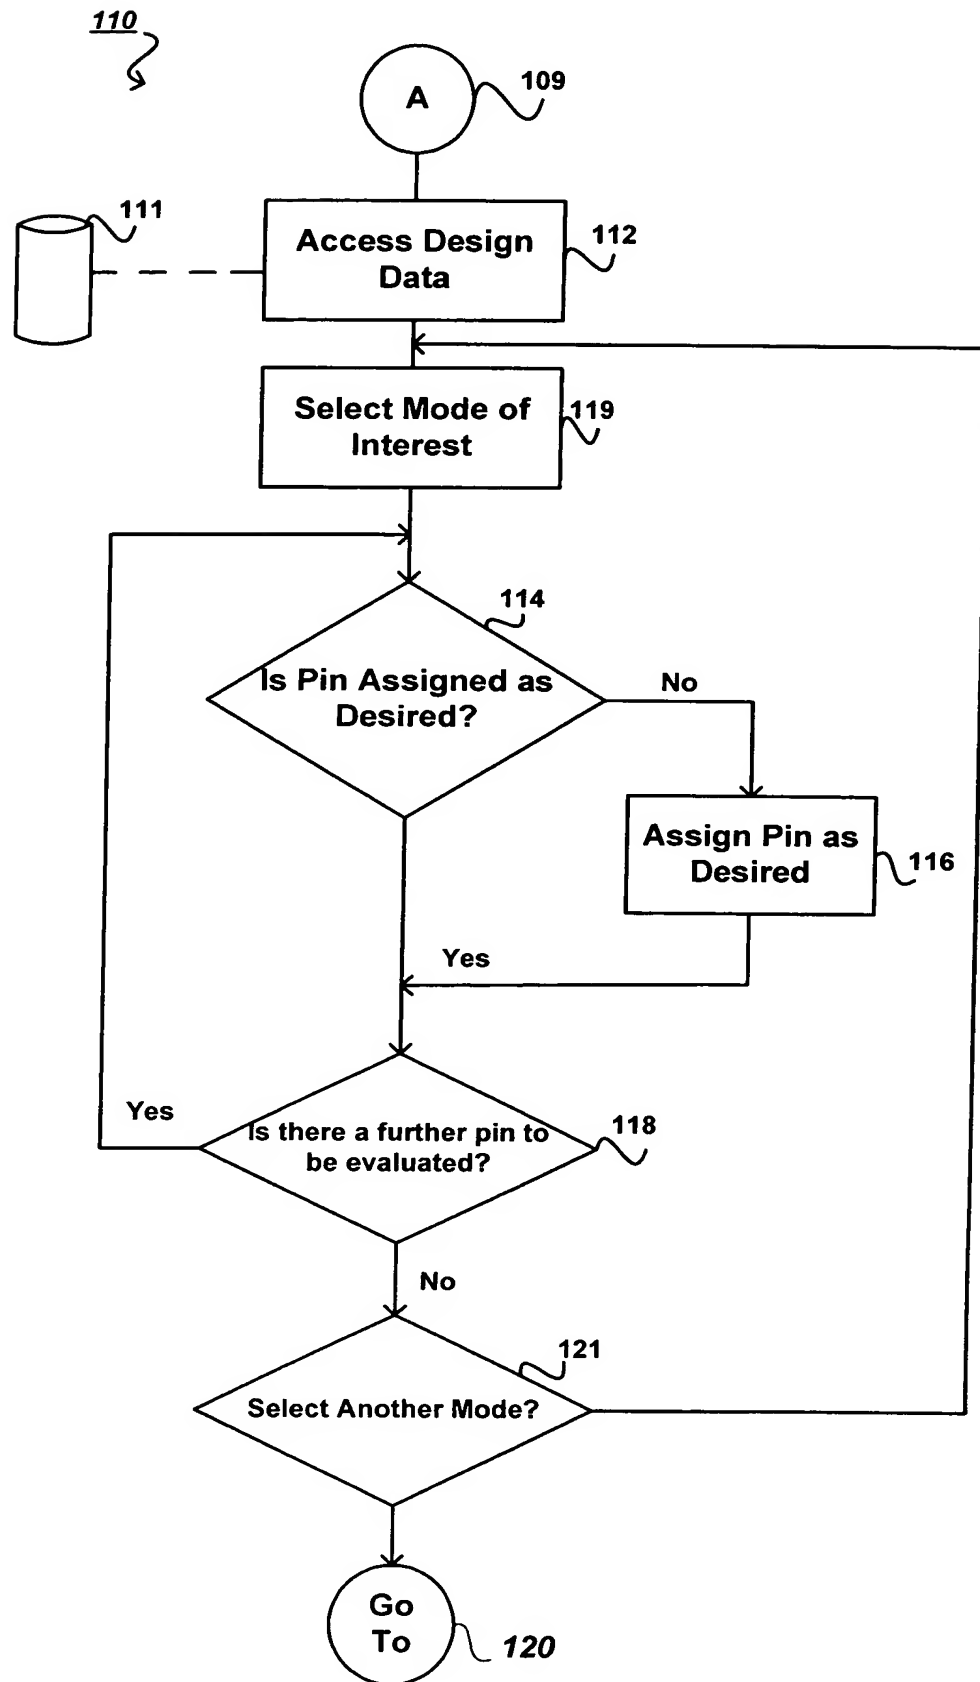 110
A
109
111
Access Design
Data
112
Select Mode of
Interest
119
114
Is Pin Assigned as
Desired?
No
Assign Pin as
Desired
116
Yes
Yes
Is there a further pin to
be evaluated?
118
No
121
Select Another Mode?
Go
To
120